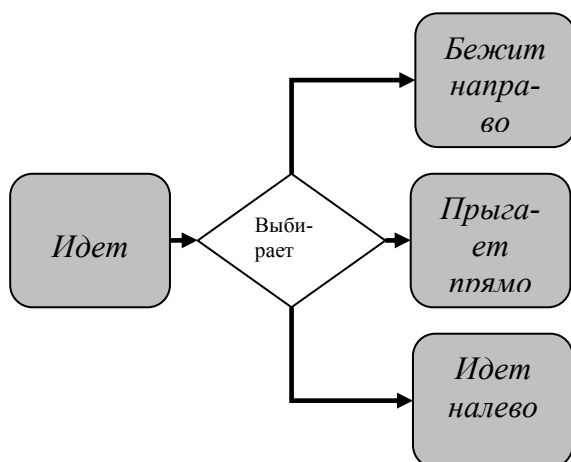 Идет
Выби-
рает
Бежит
напра-
во
Прыга-
ет
прямо
Идет
налево